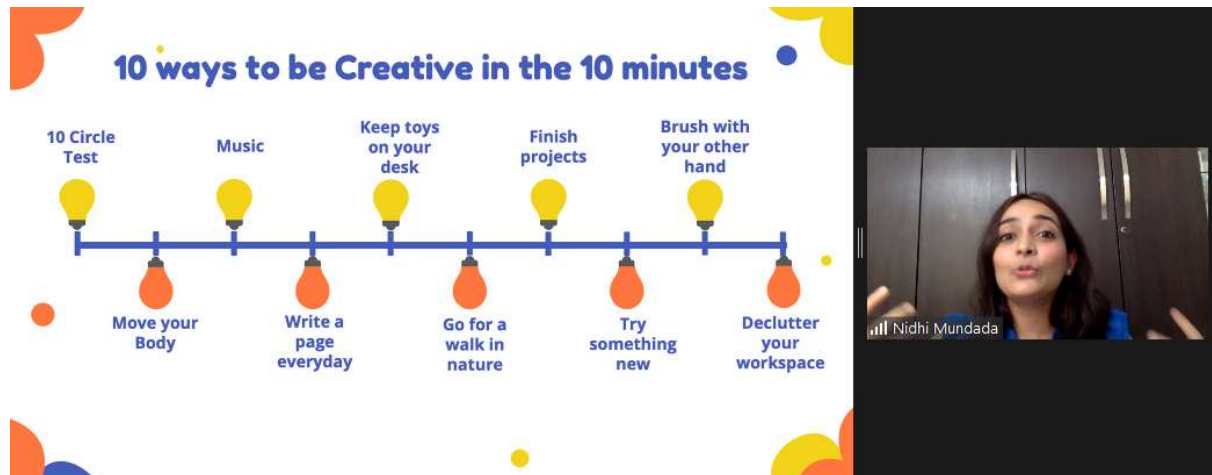 10 ways to be Creative in the 10 minutes
10 Circle
Test
Music
Keep toys
on your
desk
Finish
projects
Brush with
your other
hand
Move your
Body
Write a
page
everyday
Go for a
walk in
nature
Try
something
new
Declutter
your
workspace
Nidhi Mundada